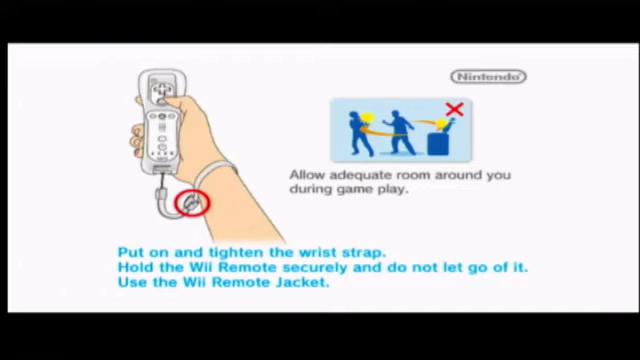 Nintendo
Allow adequate room around you
during game play.
Put on and tighten the wrist strap.
Hold the Wii Remote securely and do not let go of it.
Use the Wii Remote Jacket.